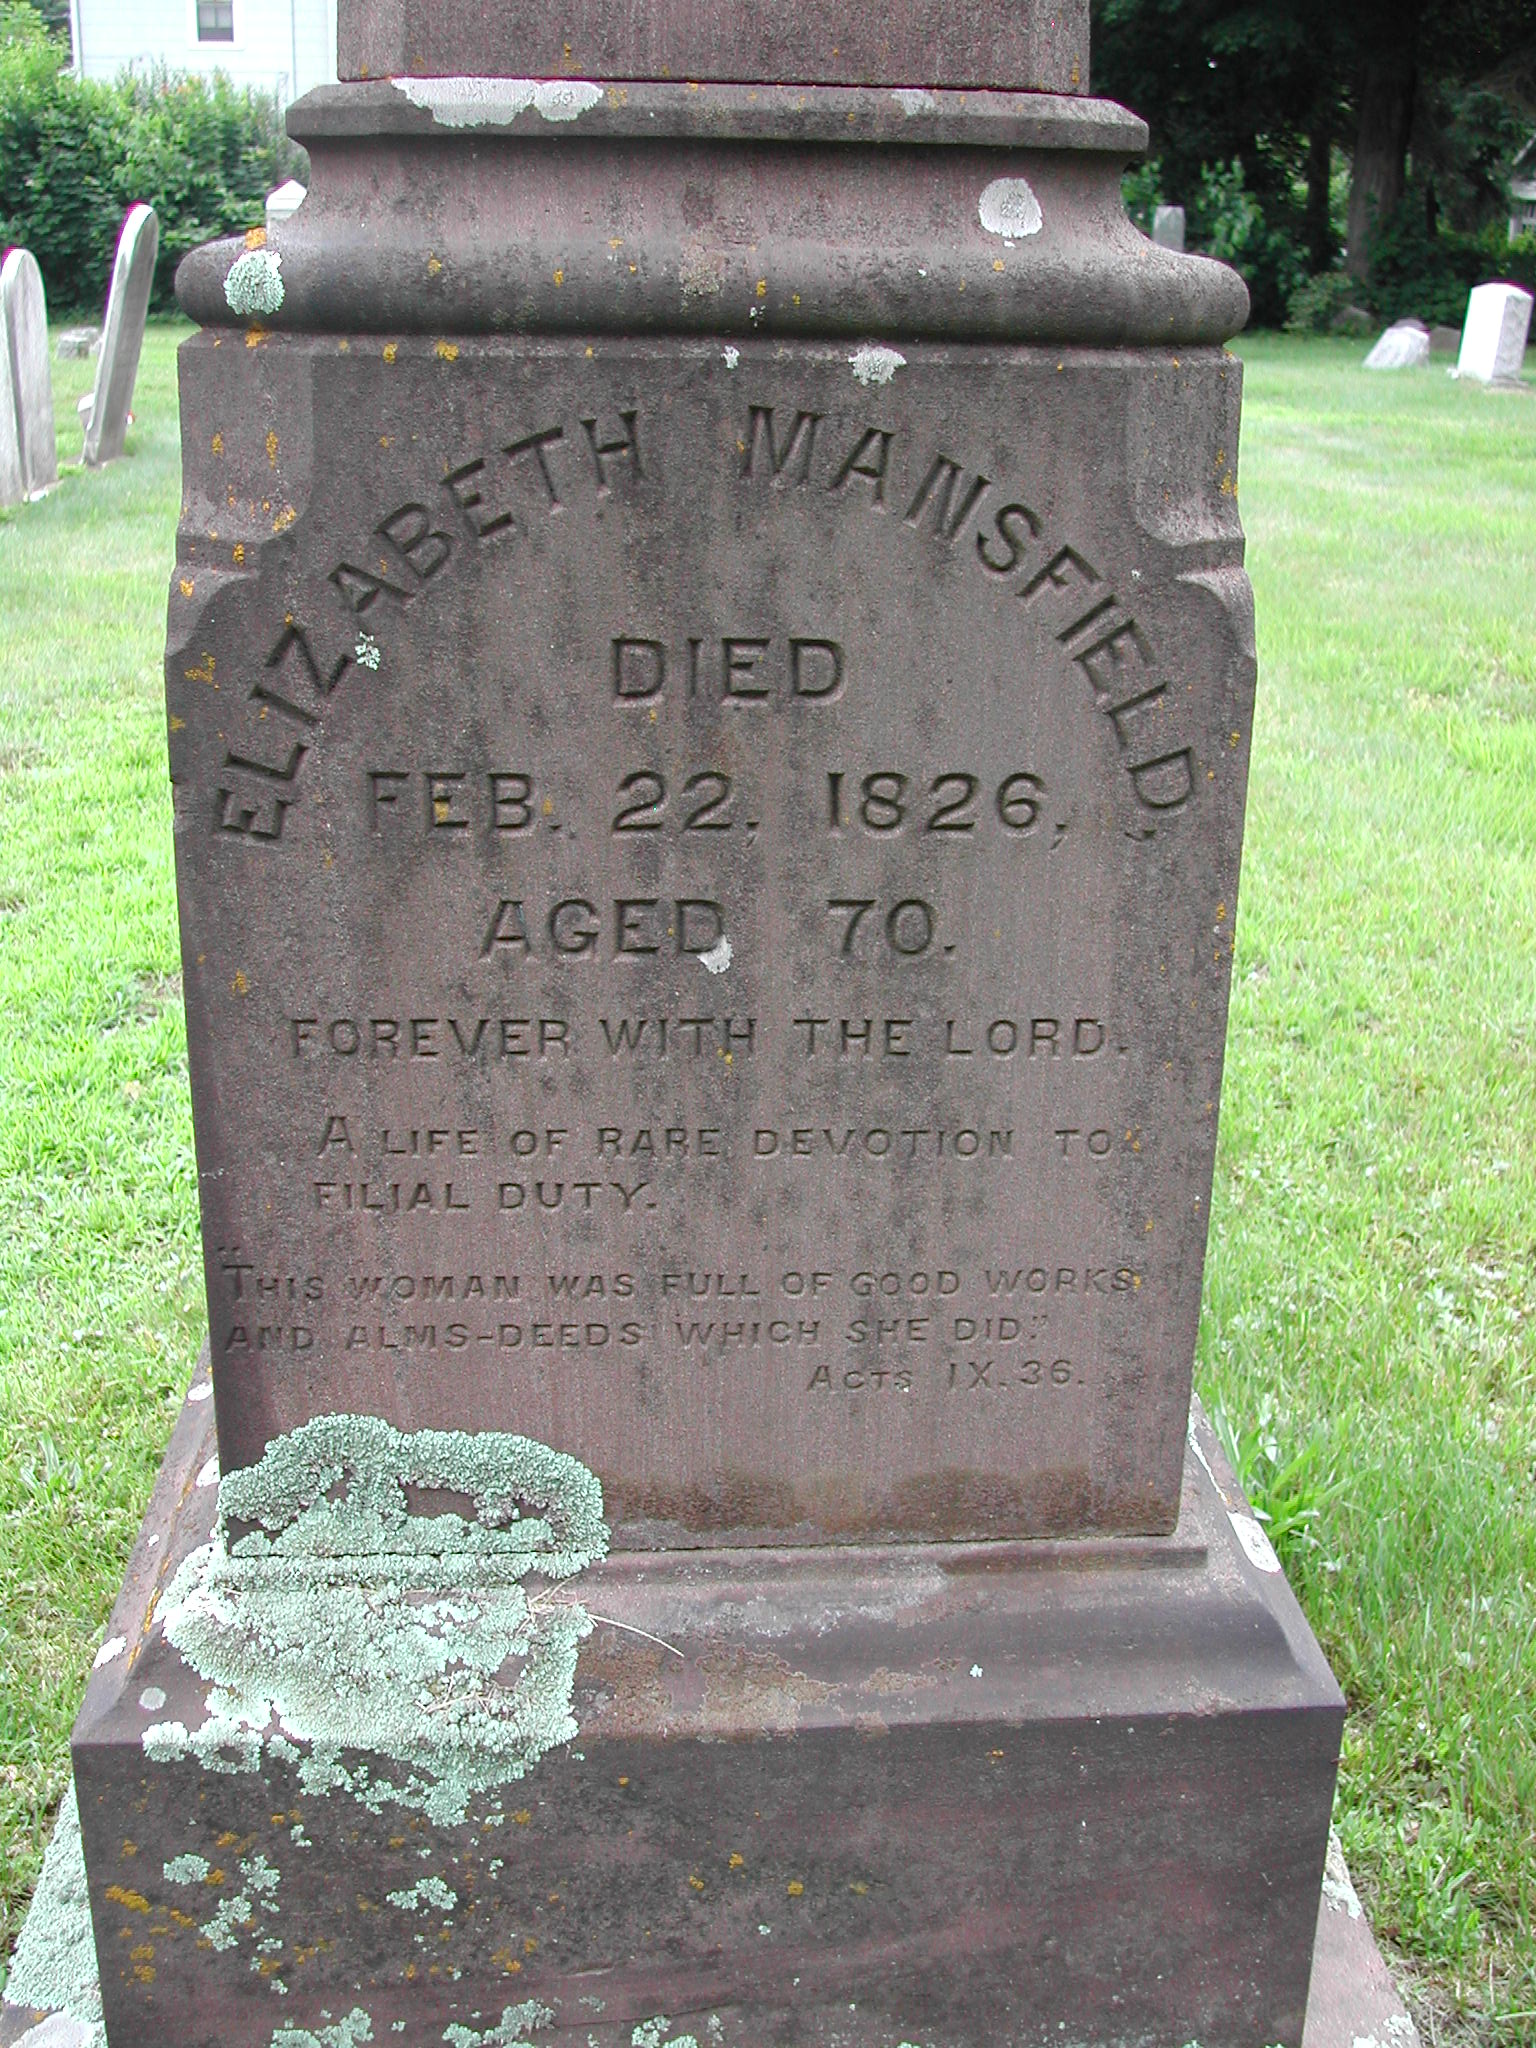 ELIZABETH MANSFIELD,
DIED
FEB. 22, 1826,
AGED 70.
FOREVER WITH THE LORD.
A LIFE OF RARE DEVOTION TO
FILIAL DUTY.
"THIS WOMAN WAS FULL OF GOOD WORKS
AND ALMS-DEEDS WHICH SHE DID."
ACTS IX. 36.